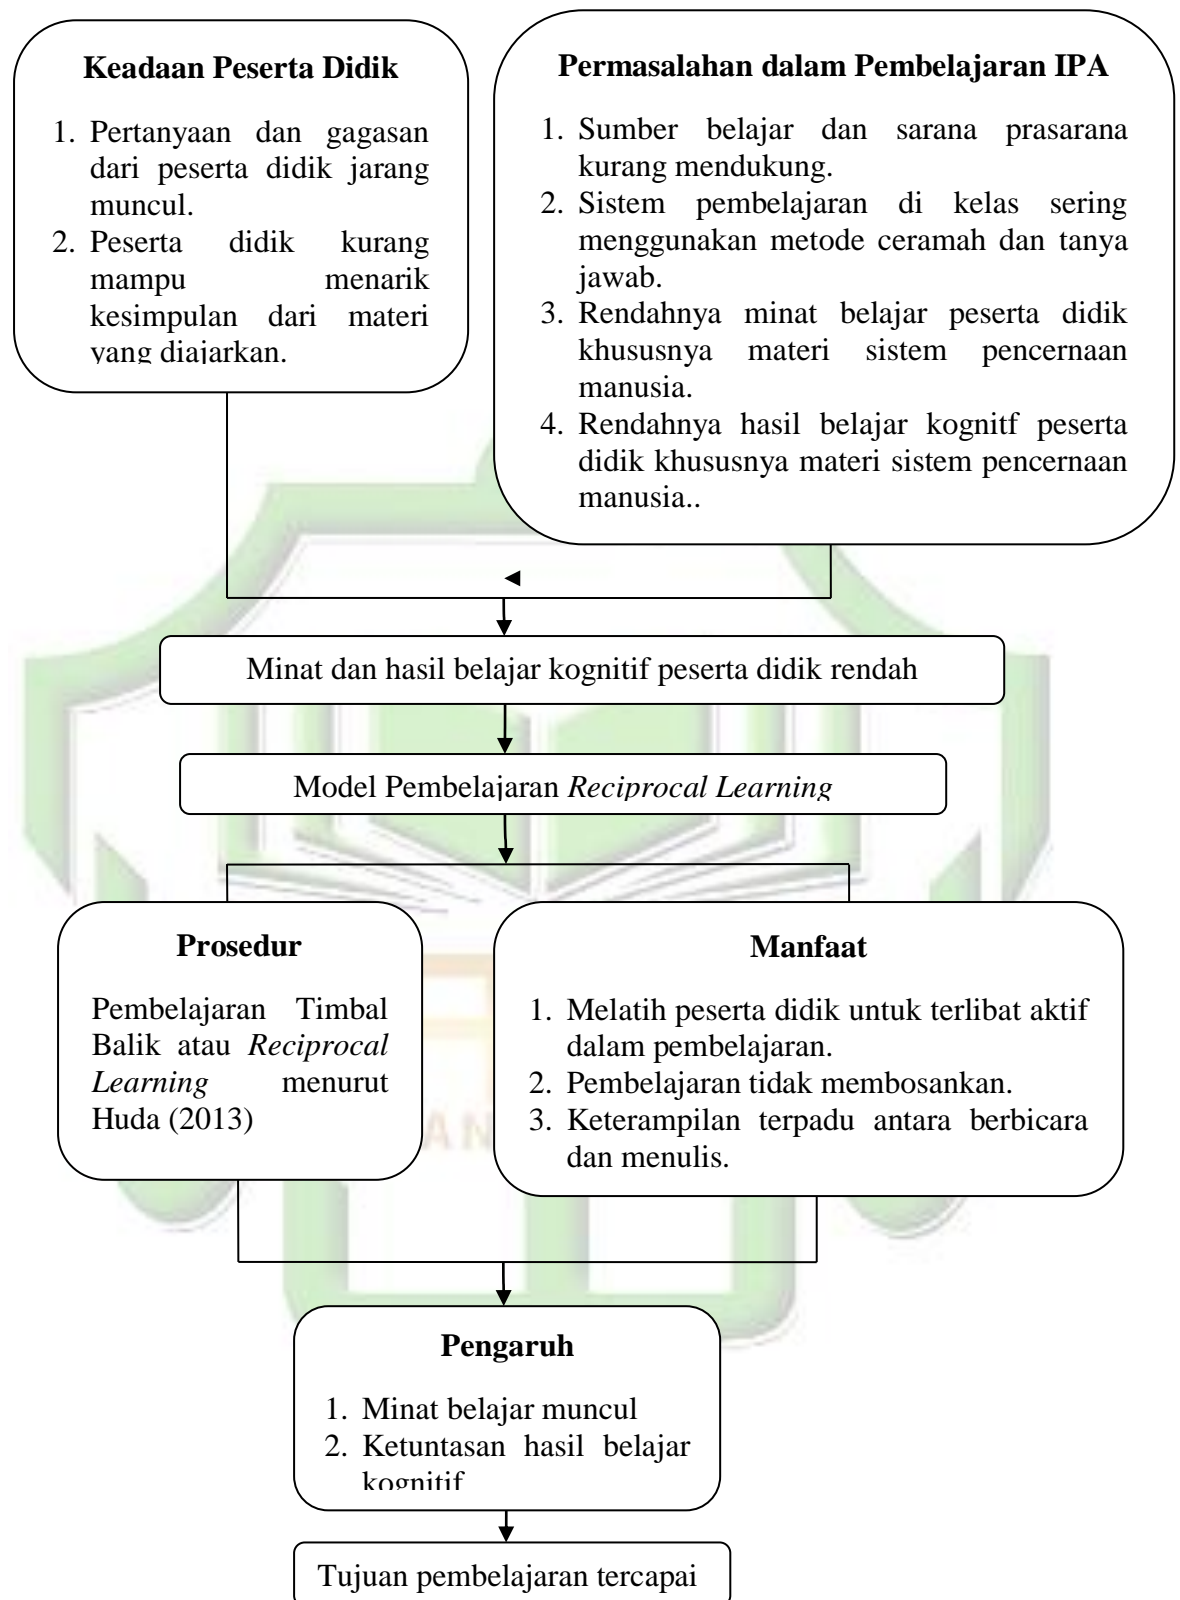 Keadaan Peserta Didik
1. Pertanyaan dan gagasan
dari peserta didik jarang
muncul.
2. Peserta didik kurang
mampu menarik
kesimpulan dari materi
yang diajarkan.
Permasalahan dalam Pembelajaran IPA
1. Sumber belajar dan sarana prasarana
kurang mendukung.
2. Sistem pembelajaran di kelas sering
menggunakan metode ceramah dan tanya
jawab.
3. Rendahnya minat belajar peserta didik
khususnya materi sistem pencernaan
manusia.
4. Rendahnya hasil belajar kognitf peserta
didik khususnya materi sistem pencernaan
manusia..
Minat dan hasil belajar kognitif peserta didik rendah
Model Pembelajaran Reciprocal Learning
Prosedur
Pembelajaran Timbal
Balik atau Reciprocal
Learning menurut
Huda (2013)
Manfaat
1. Melatih peserta didik untuk terlibat aktif
dalam pembelajaran.
2. Pembelajaran tidak membosankan.
3. Keterampilan terpadu antara berbicara
dan menulis.
Pengaruh
1. Minat belajar muncul
2. Ketuntasan hasil belajar
kognitif
Tujuan pembelajaran tercapai